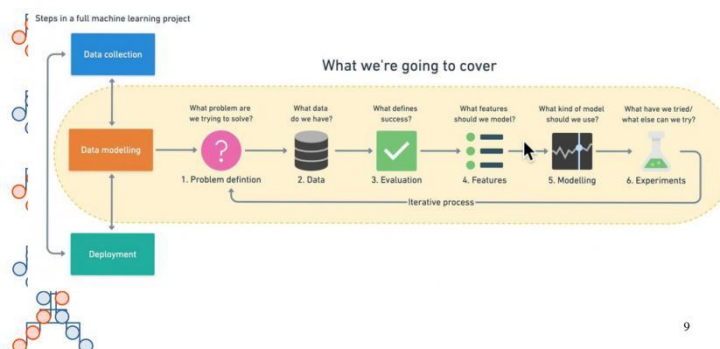 Steps in a full machine learning project
Data collection
What we're going to cover
What problem are
we trying to solve?
What data
do we have?
What defines
success?
What features
should we model?
What kind of model
should we use?
What have we tried/
what else can we try?
Data modelling
1. Problem defintion
2. Data
3. Evaluation
4. Features
5. Modelling
6. Experiments
Iterative process
Deployment
9